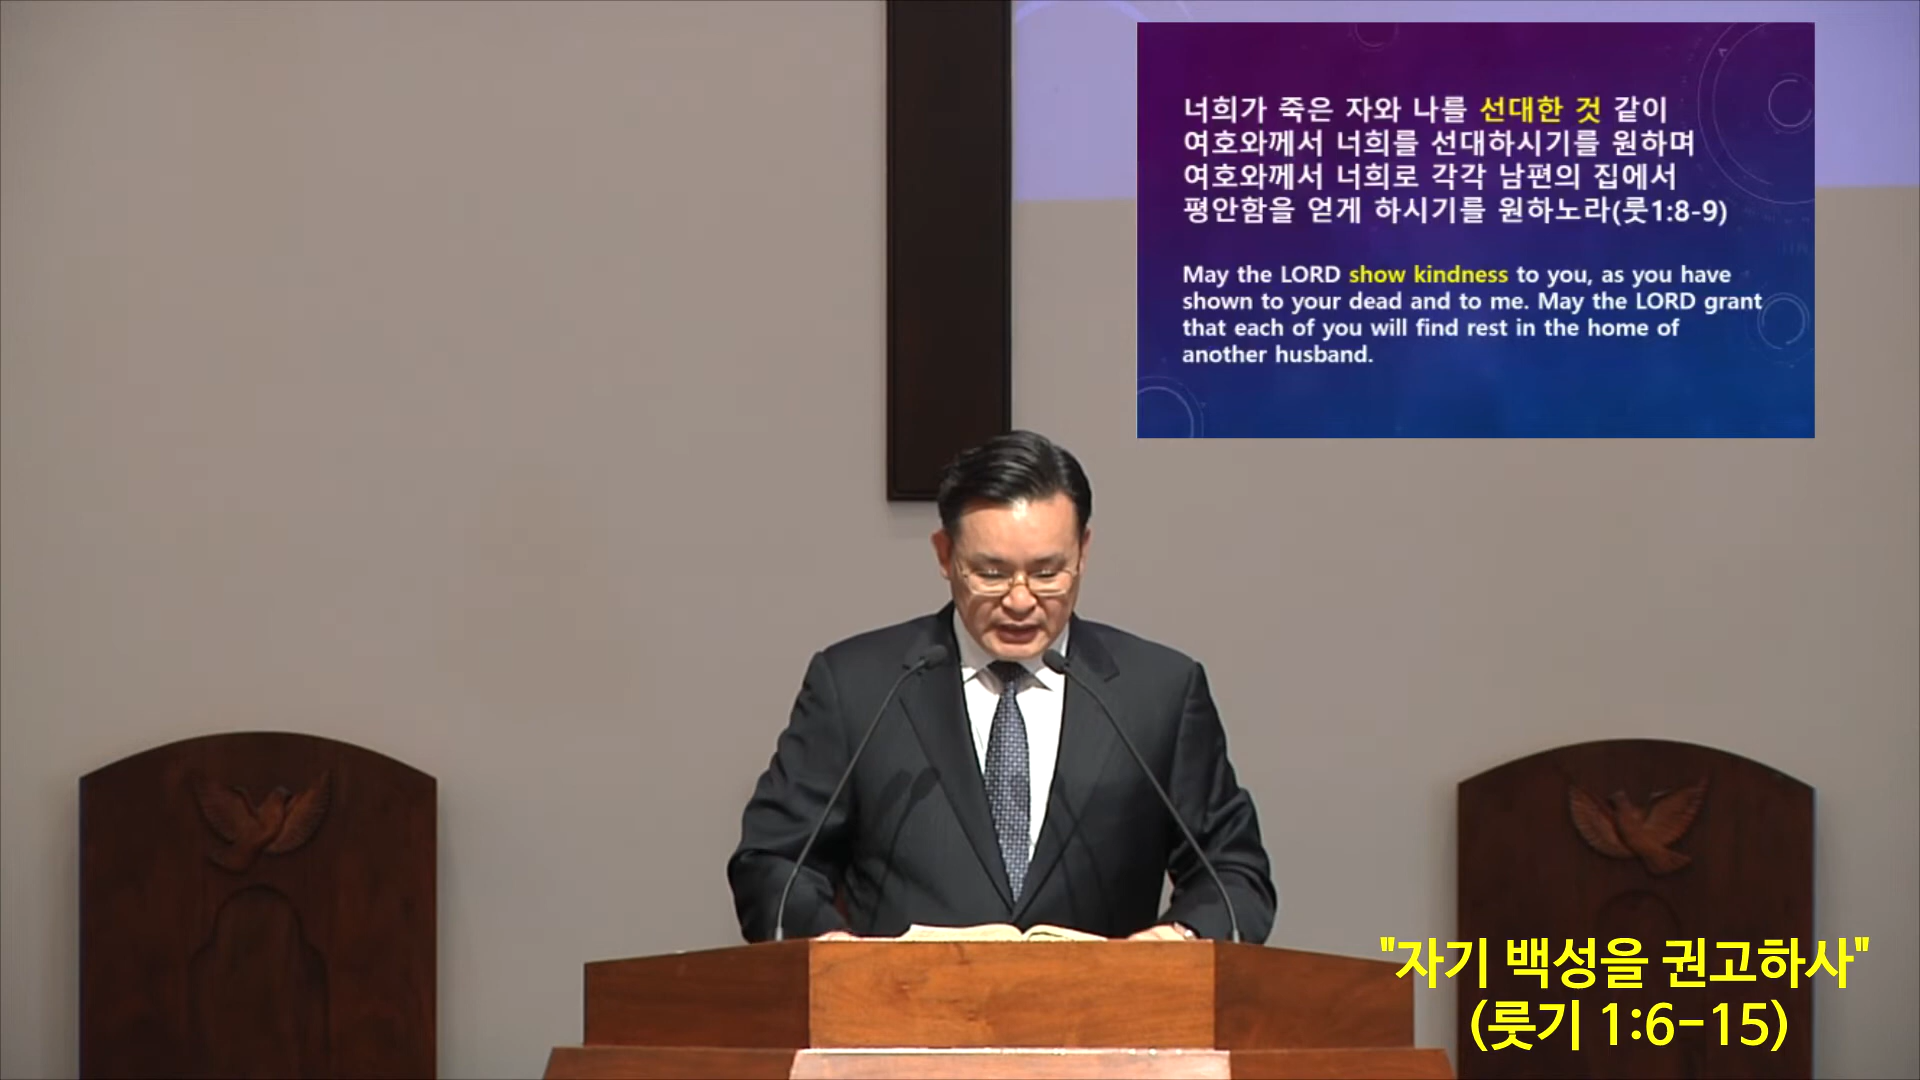 너희가 죽은 자와 나를 선대한 것 같이
여호와께서 너희를 선대하시기를 원하며
여호와께서 너희로 각각 남편의 집에서
평안함을 얻게 하시기를 원하노라(룻1:8-9)
May the LORD show kindness to you, as you have
shown to your dead and to me. May the LORD grant
that each of you will find rest in the home of
another husband.
"자기 백성을 권고하사"
(룻기 1:6-15)